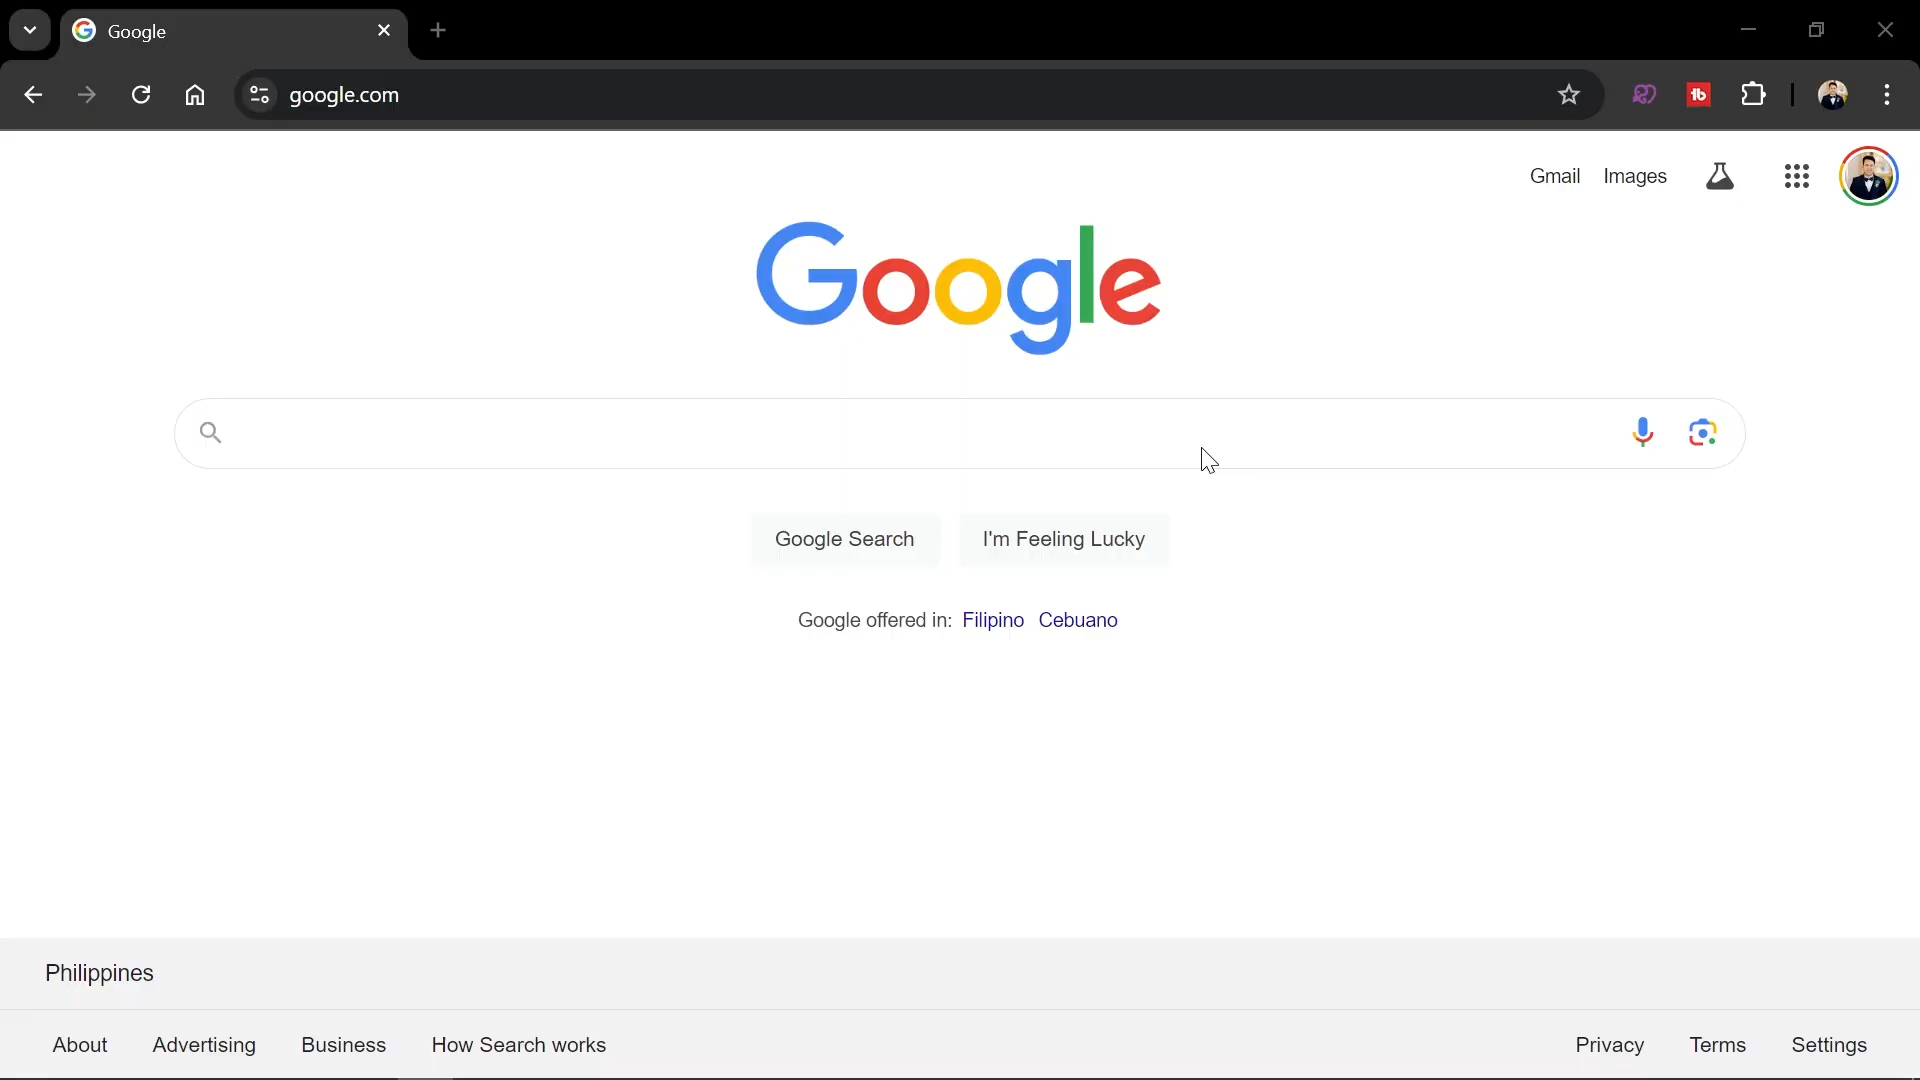 Google
google.com
Gmail Images
Google
Google Search I'm Feeling Lucky
Google offered in: Filipino Cebuano
Philippines
About Advertising Business How Search works Privacy Terms Settings